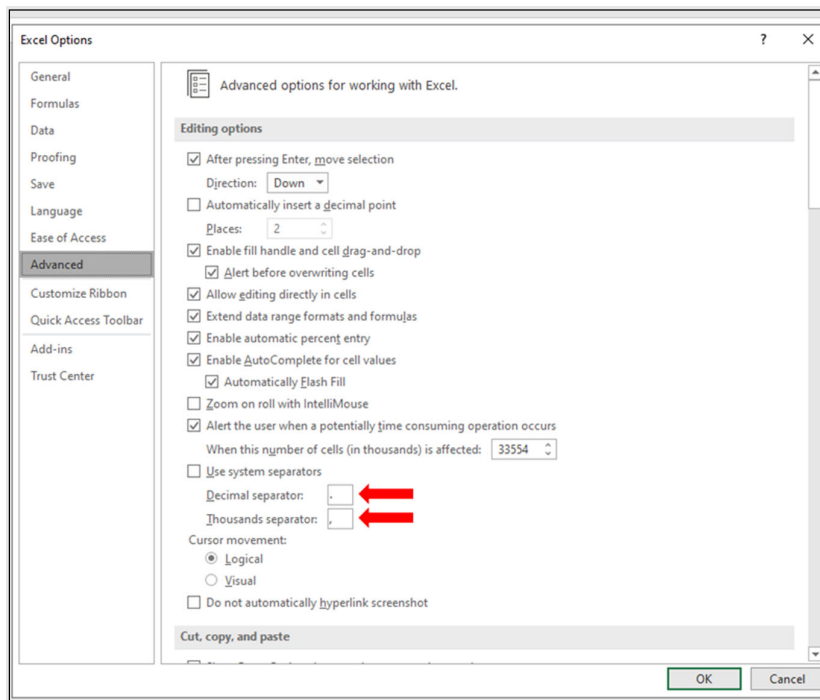 Excel Options
?
General
Formulas
Data
Proofing
Save
Language
Ease of Access
Advanced
Customize Ribbon
Quick Access Toolbar
Add-ins
Trust Center
Advanced options for working with Excel.
Editing options
After pressing Enter, move selection
Direction: Down
Automatically insert a decimal point
Places: 2
Enable fill handle and cell drag-and-drop
Alert before overwriting cells
Allow editing directly in cells
Extend data range formats and formulas
Enable automatic percent entry
Enable AutoComplete for cell values
Automatically Flash Fill
Zoom on roll with IntelliMouse
Alert the user when a potentially time consuming operation occurs
When this number of cells (in thousands) is affected: 33554
Use system separators
Decimal separator: .
Thousands separator: ,
Cursor movement:
Logical
Visual
Do not automatically hyperlink screenshot
Cut, copy, and paste
OK Cancel